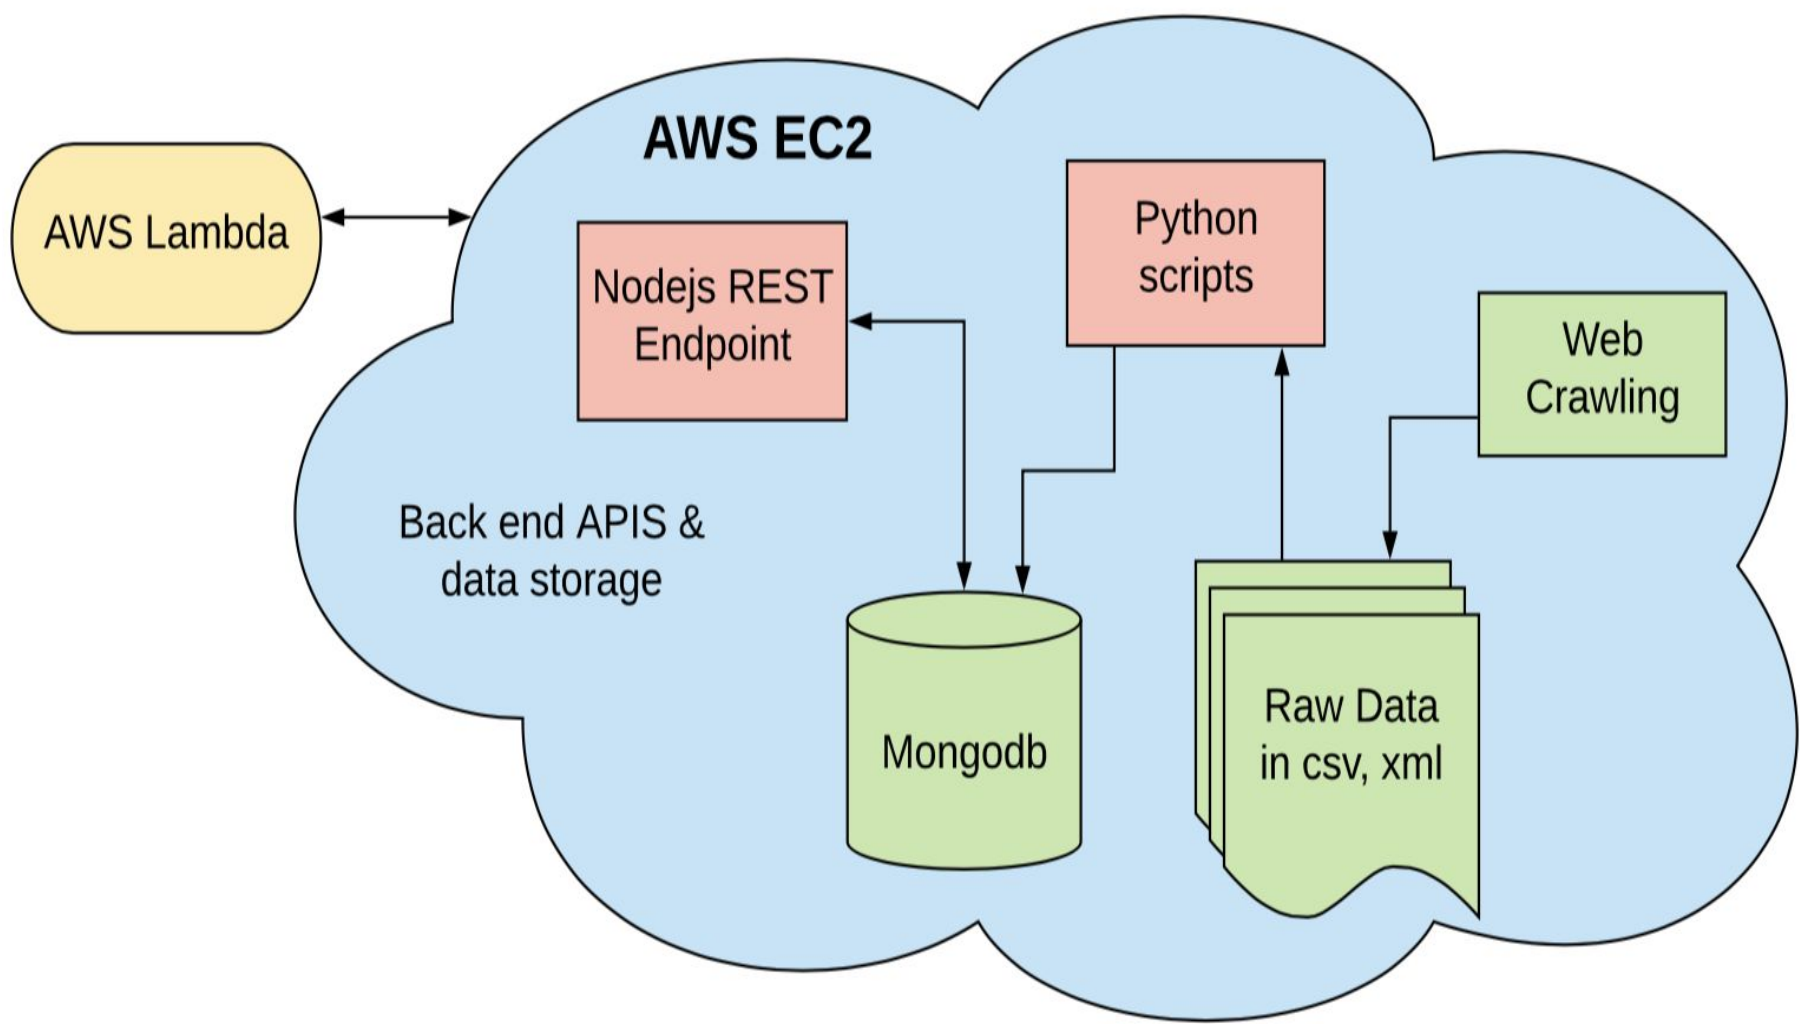 AWS EC2
AWS Lambda
Nodejs REST
Endpoint
Python
scripts
Web
Crawling
Back end APIS &
data storage
Mongodb
Raw Data
in csv, xml